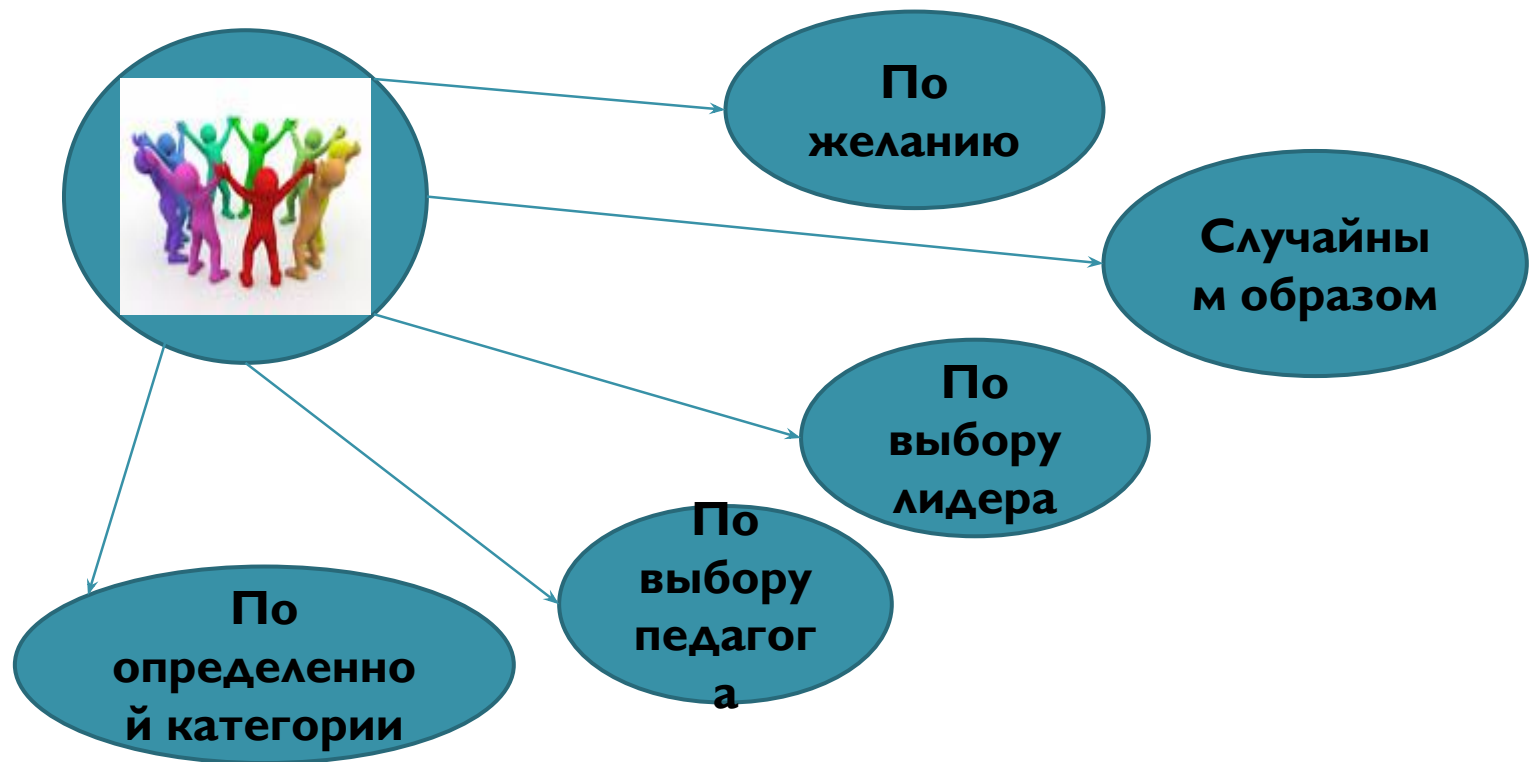 По
желанию
Случайны
м образом
По
выбору
лидера
По
выбору
педагог
а
По
определенно
й категории